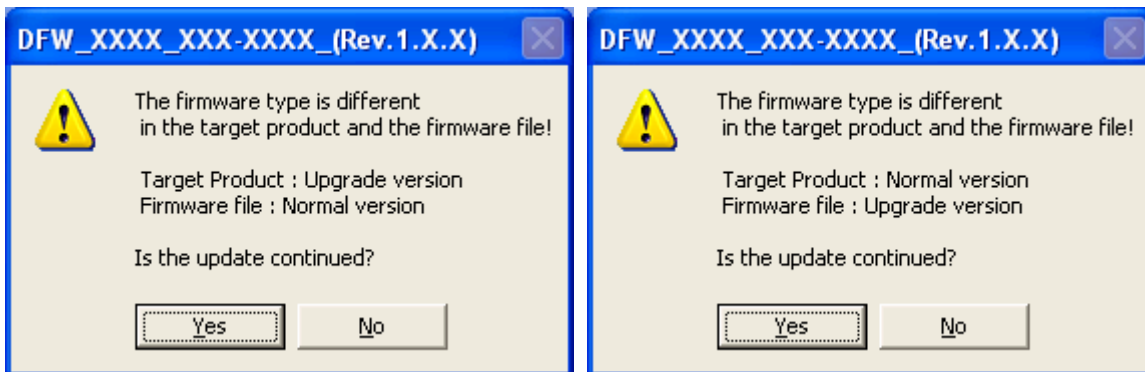 DFW_XXXX_XXX-XXXX_(Rev.1.X.X)
The firmware type is different
in the target product and the firmware file!
Target Product : Upgrade version
Firmware file : Normal version
Is the update continued?
Yes
No
DFW_XXXX_XXX-XXXX_(Rev.1.X.X)
The firmware type is different
in the target product and the firmware file!
Target Product : Normal version
Firmware file : Upgrade version
Is the update continued?
Yes
No